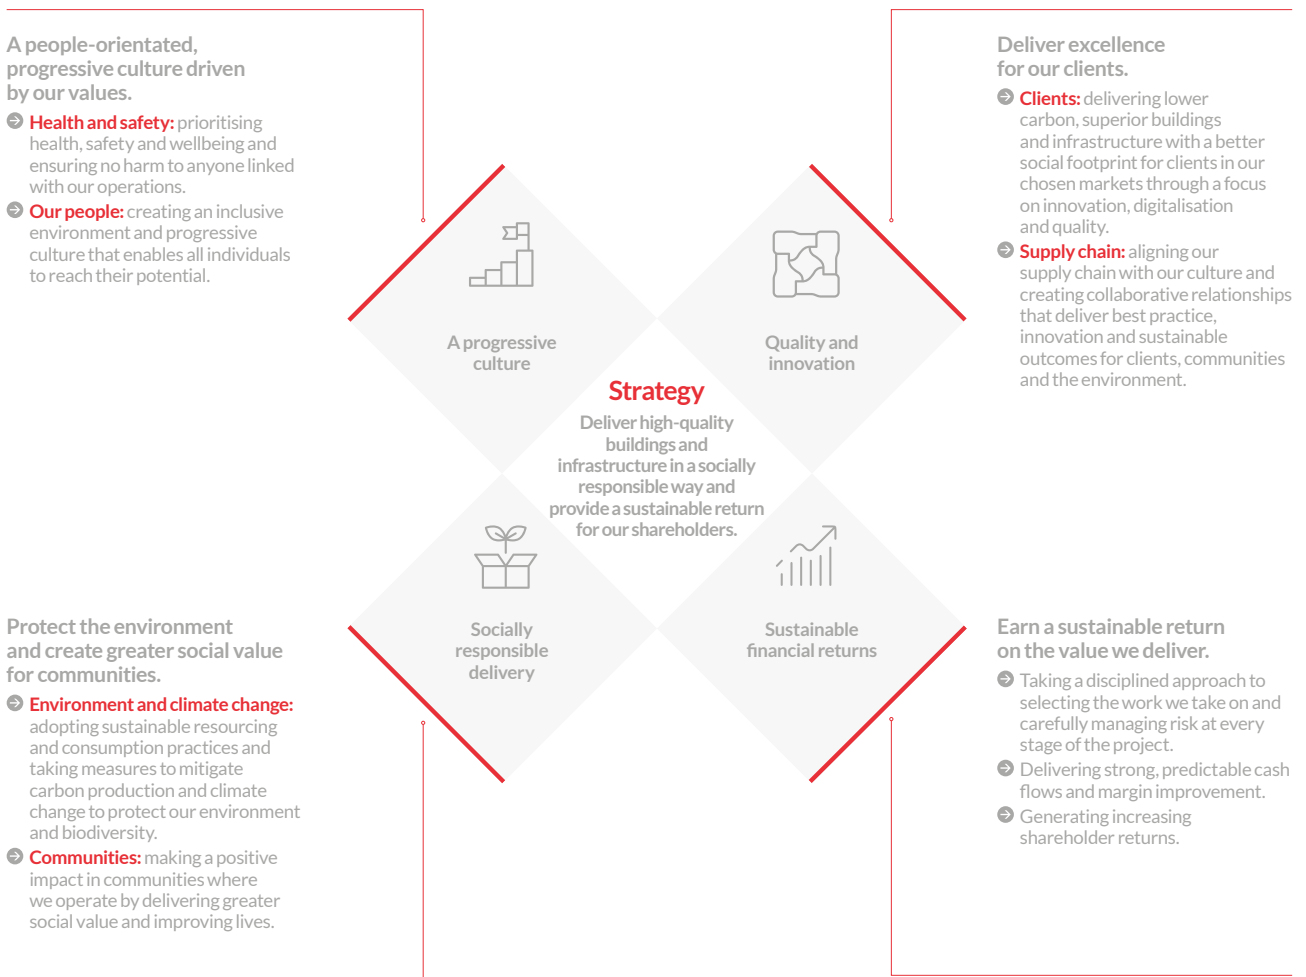 A people-orientated,
progressive culture driven
by our values.
Health and safety: prioritising
health, safety and wellbeing and
ensuring no harm to anyone linked
with our operations.
Our people: creating an inclusive
environment and progressive
culture that enables all individuals
to reach their potential.
Deliver excellence
for our clients.
Clients: delivering lower
carbon, superior buildings
and infrastructure with a better
social footprint for clients in our
chosen markets through a focus
on innovation, digitalisation
and quality.
Supply chain: aligning our
supply chain with our culture and
creating collaborative relationships
that deliver best practice,
innovation and sustainable
outcomes for clients, communities
and the environment.
A progressive
culture
Quality and
innovation
Strategy
Deliver high-quality
buildings and
infrastructure in a socially
responsible way and
provide a sustainable return
for our shareholders.
Socially
responsible
delivery
Sustainable
financial returns
Protect the environment
and create greater social value
for communities.
Environment and climate change:
adopting sustainable resourcing
and consumption practices and
taking measures to mitigate
carbon production and climate
change to protect our environment
and biodiversity.
Communities: making a positive
impact in communities where
we operate by delivering greater
social value and improving lives.
Earn a sustainable return
on the value we deliver.
Taking a disciplined approach to
selecting the work we take on and
carefully managing risk at every
stage of the project.
Delivering strong, predictable cash
flows and margin improvement.
Generating increasing
shareholder returns.